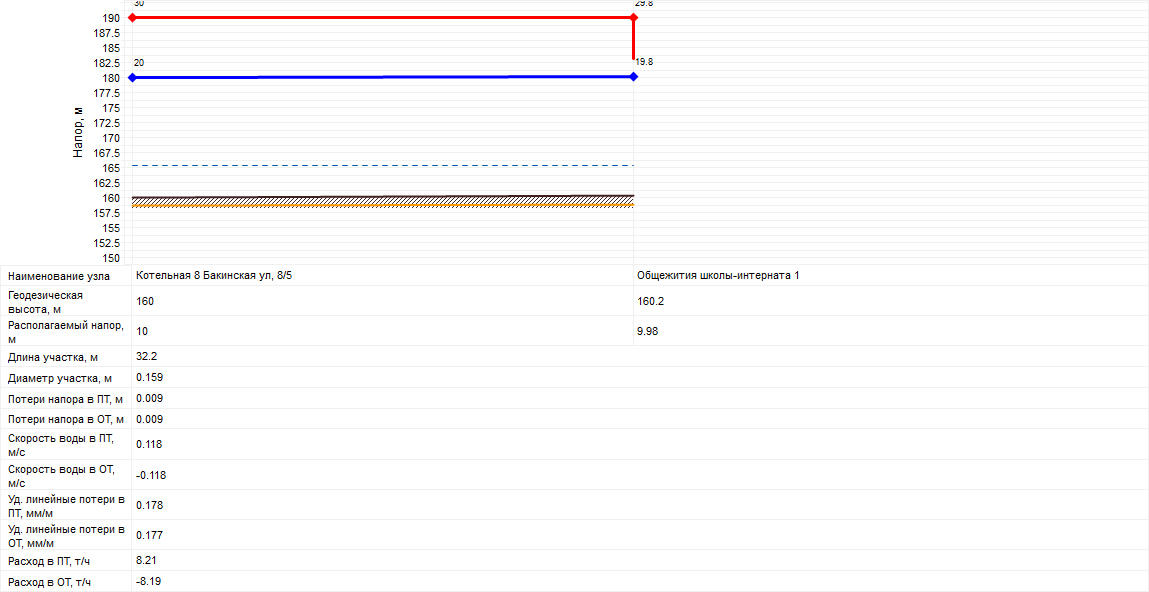 30
29.8
190
187.5
185
182.5
20
19.8
180
177.5
175
172.5
170
167.5
165
162.5
160
157.5
155
152.5
150
Напор, м
Наименование узла
Котельная 8 Бакинская ул, 8/5
Общежития школы-интерната 1
Геодезическая
высота, м
160
160.2
Располагаемый напор,
м
10
9.98
Длина участка, м
32.2
Диаметр участка, м
0.159
Потери напора в ПТ, м
0.009
Потери напора в ОТ, м
0.009
Скорость воды в ПТ,
м/с
0.118
Скорость воды в ОТ,
м/с
-0.118
Уд. линейные потери в
ПТ, мм/м
0.178
Уд. линейные потери в
ОТ, мм/м
0.177
Расход в ПТ, т/ч
8.21
Расход в ОТ, т/ч
-8.19